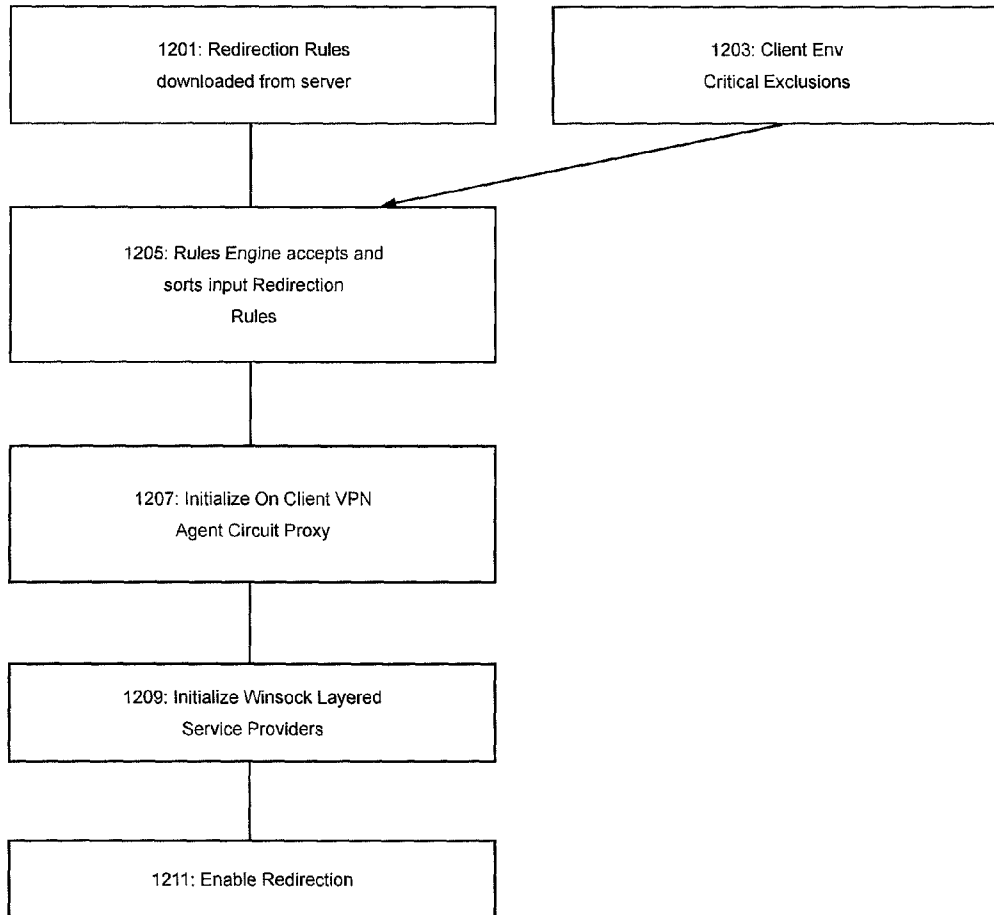 1201: Redirection Rules
downloaded from server
1203: Client Env
Critical Exclusions
1205: Rules Engine accepts and
sorts input Redirection
Rules
1207: Initialize On Client VPN
Agent Circuit Proxy
1209: Initialize Winsock Layered
Service Providers
1211: Enable Redirection